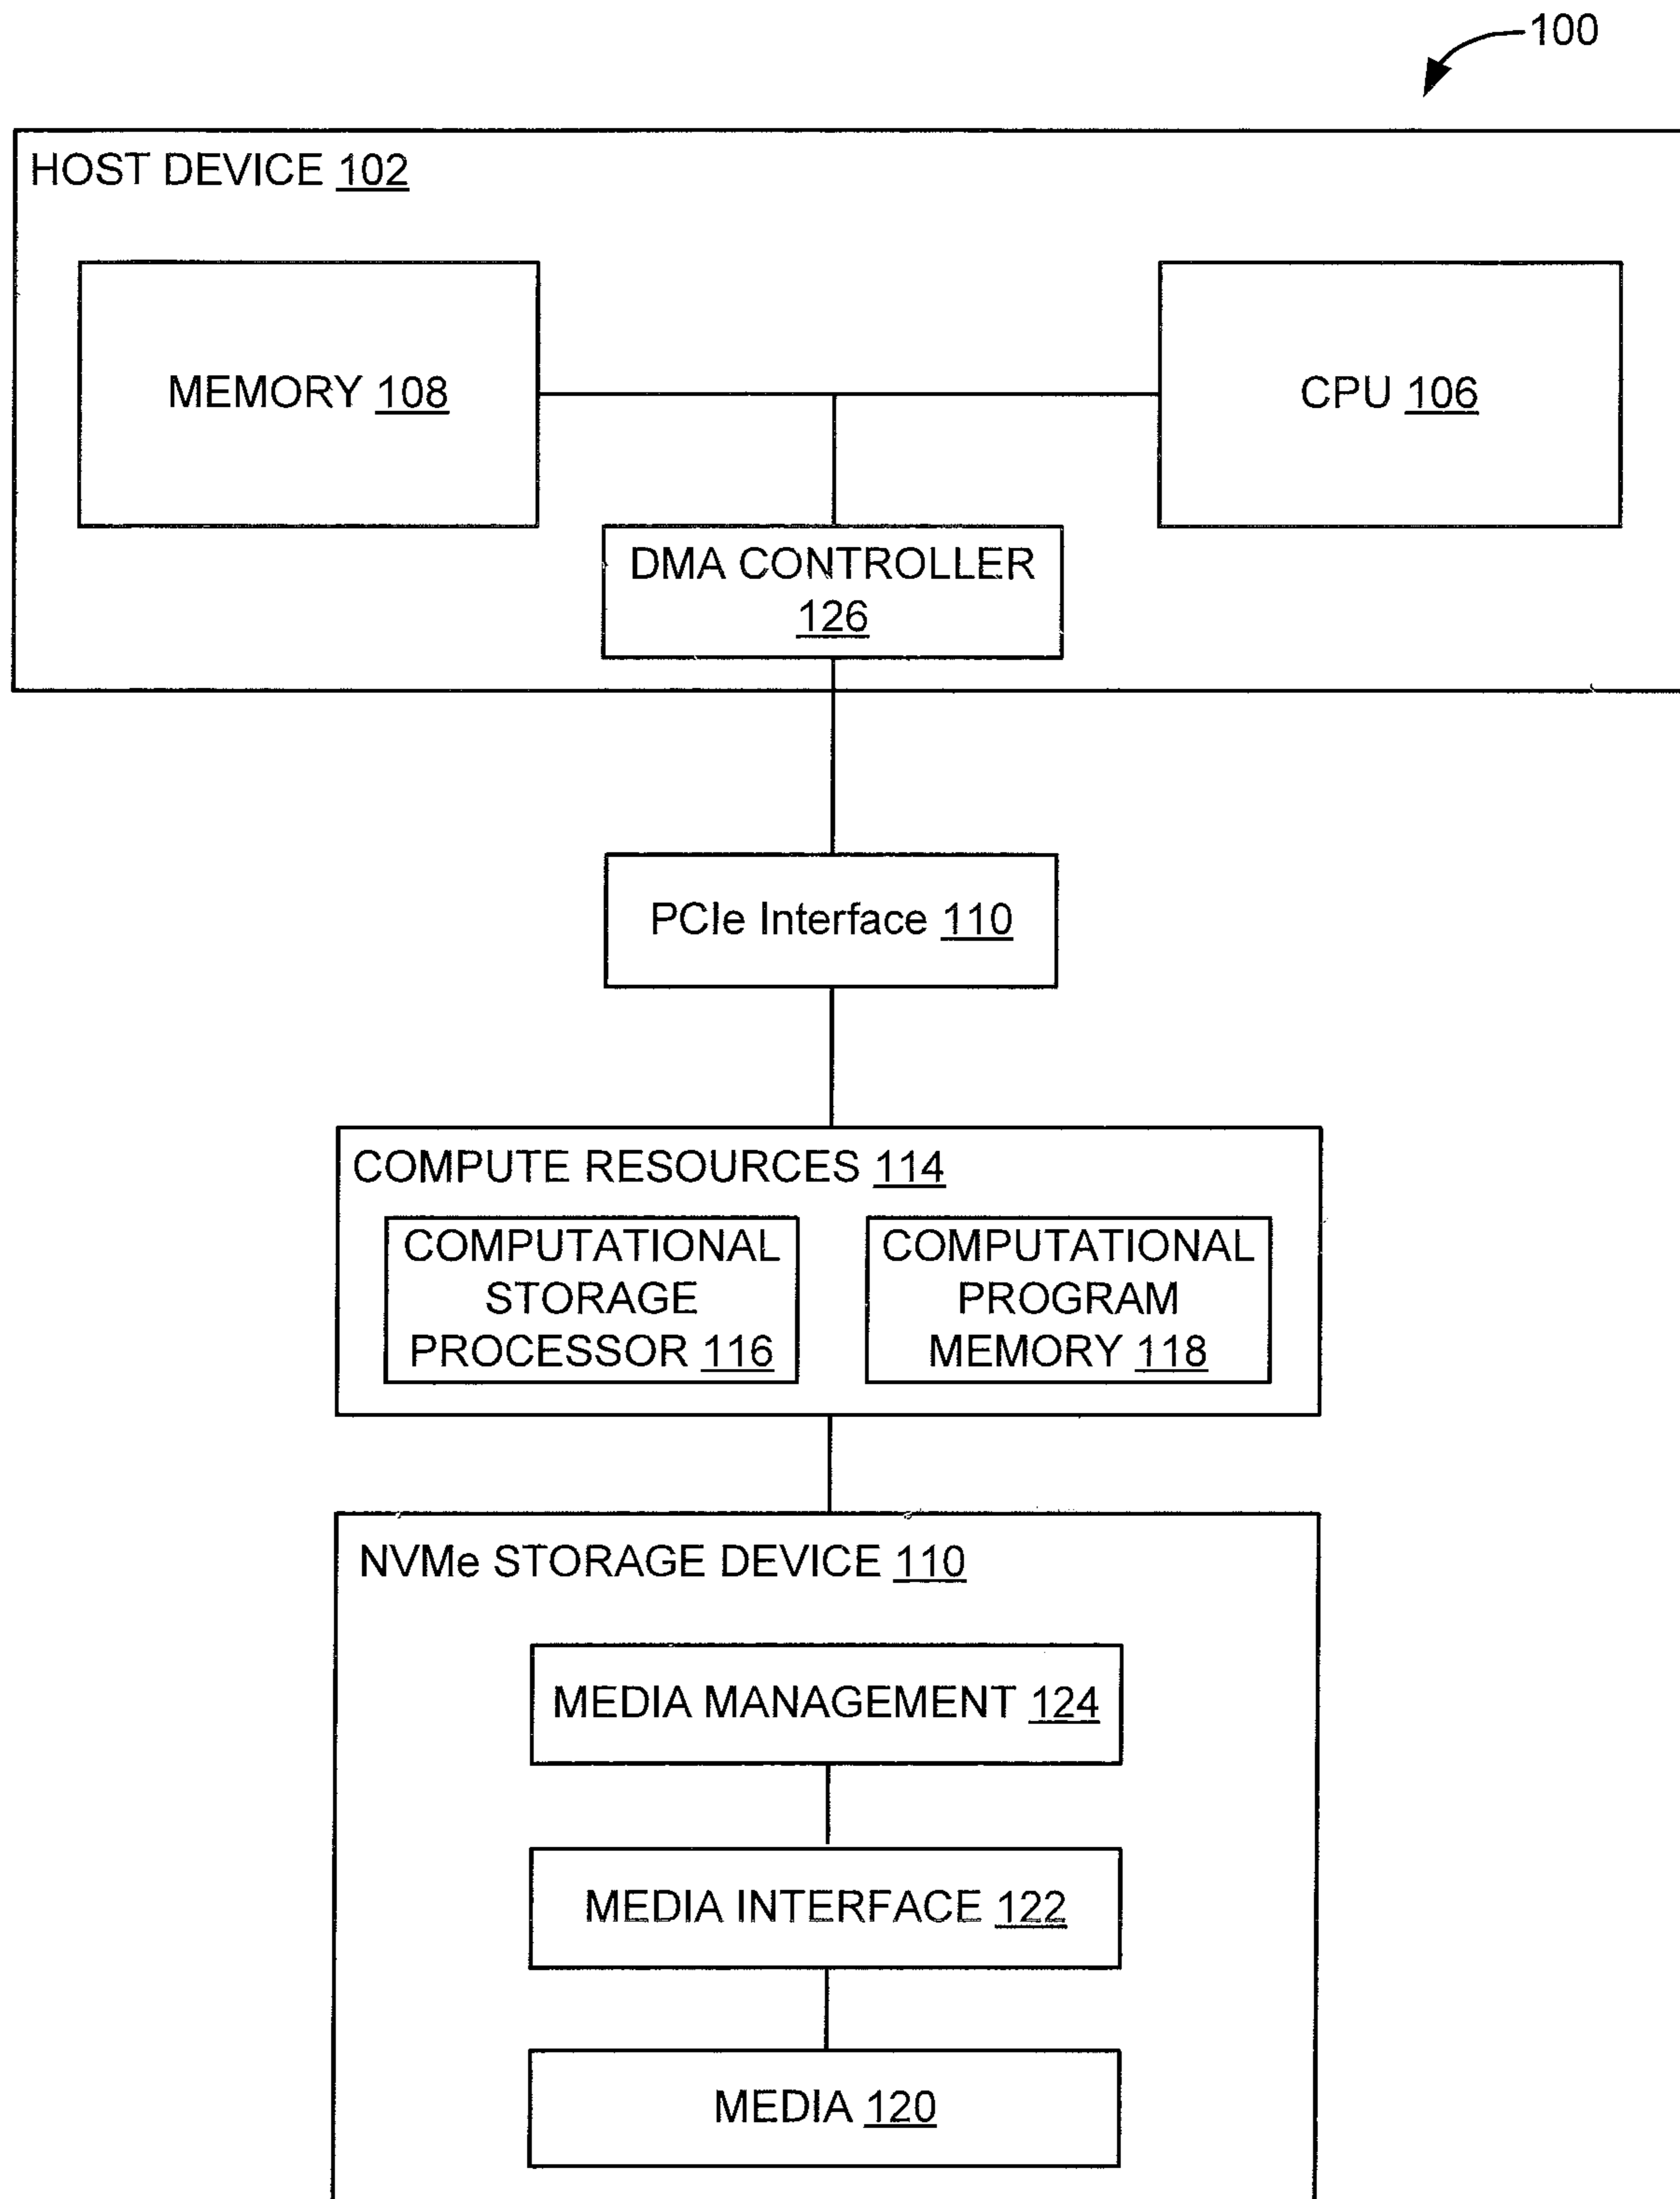 100
HOST DEVICE 102
MEMORY 108
CPU 106
DMA CONTROLLER
126
PCIe Interface 110
COMPUTE RESOURCES 114
COMPUTATIONAL
STORAGE
PROCESSOR 116
COMPUTATIONAL
PROGRAM
MEMORY 118
NVMe STORAGE DEVICE 110
MEDIA MANAGEMENT 124
MEDIA INTERFACE 122
MEDIA 120